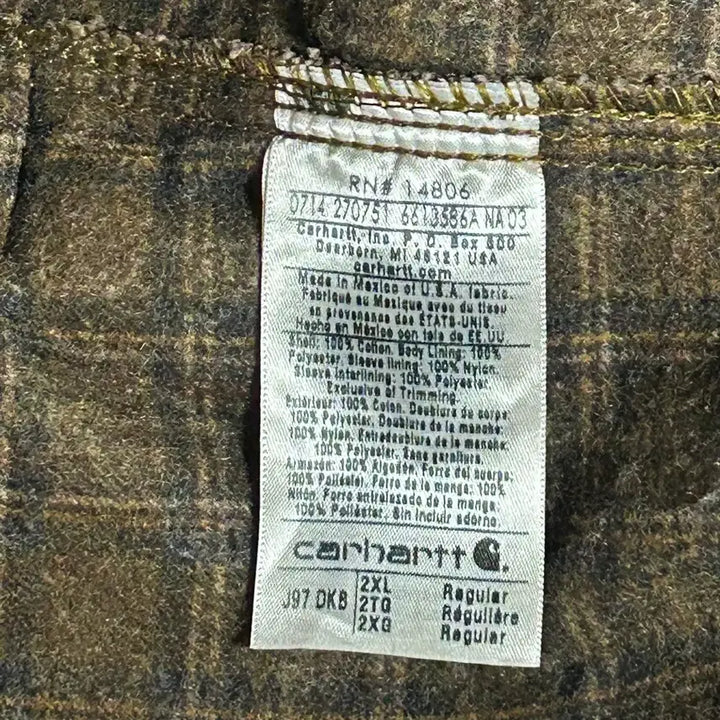 RN# 14806
0714 270751 6613586A NA 03
Carhartt, Inc. P. O. Box 600
Dearborn, MI 48121 USA
carhartt.com
Made in Mexico of U.S.A. fabric.
Fabriqué au Mexique avec du tissu
en provenance des ÉTATS-UNIS.
Hecho en México con tela de EE.UU.
Shell: 100% Cotton. Body Lining: 100%
Polyester. Sleeve lining: 100% Nylon.
Sleeve Interlining: 100% Polyester
Exclusive of Trimming.
Extérieur: 100% Coton. Doublure du corps:
100% Polyester. Doublure de la manche:
100% Nylon. Entredoublure de la manche:
100% Polyester. Sans garniture
Armazón: 100% Algodón. Forro del cuerpo:
100% Poliéster. Forro de la manga: 100%
Nilón. Forro entrelazado de la manga:
100% Poliéster. Sin incluir adorno.
carhartt
J97 DKB 2XL Regular
2TG Régulière
2XG Regular